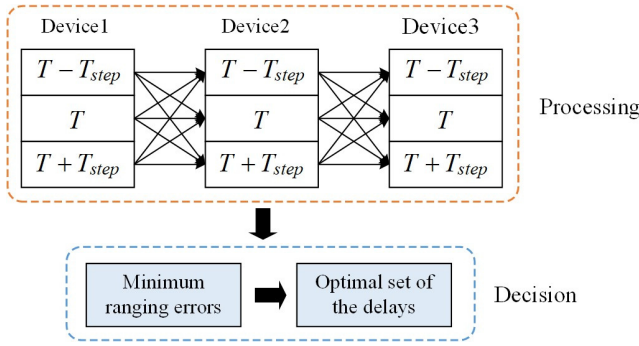 Device1 Device2 Device3
T − T_step T − T_step T − T_step
T T T
T + T_step T + T_step T + T_step
Processing
Minimum ranging errors
Optimal set of the delays
Decision